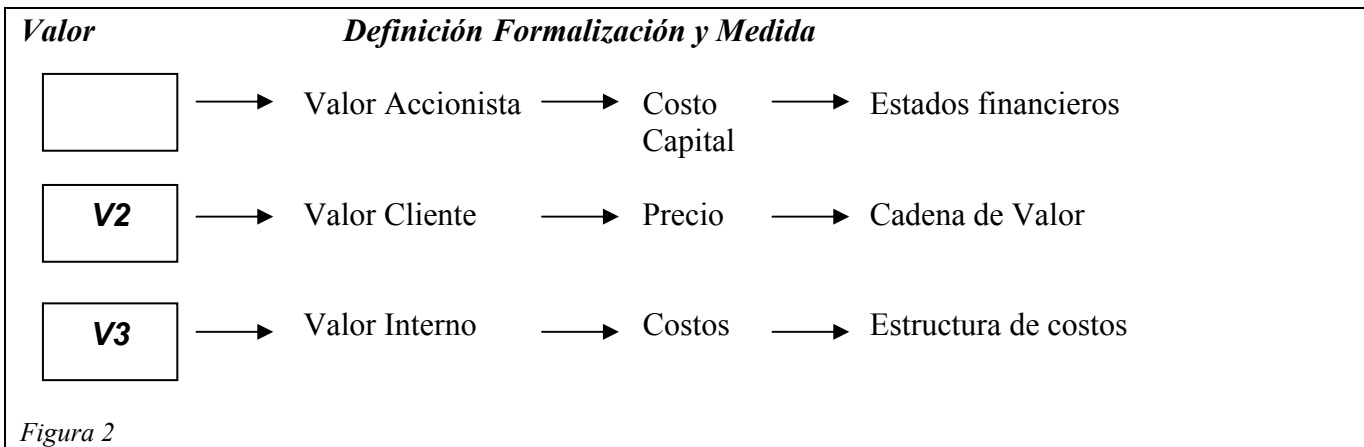 Valor Definición Formalización y Medida
Valor Accionista Costo Capital Estados financieros
V2 Valor Cliente Precio Cadena de Valor
V3 Valor Interno Costos Estructura de costos
Figura 2